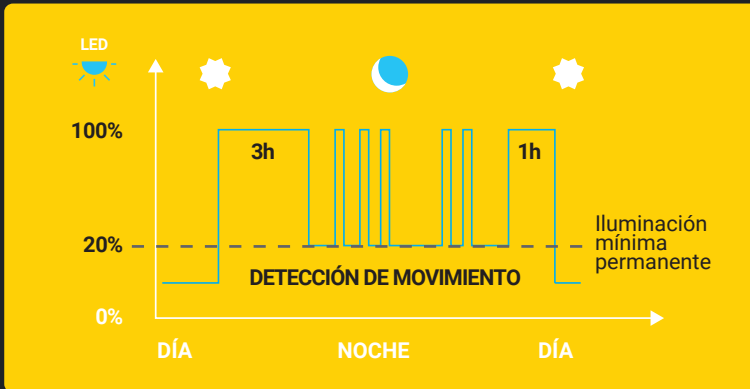 LED
100%
3h
1h
20%
Iluminación
mínima
permanente
DETECCIÓN DE MOVIMIENTO
0%
DÍA
NOCHE
DÍA